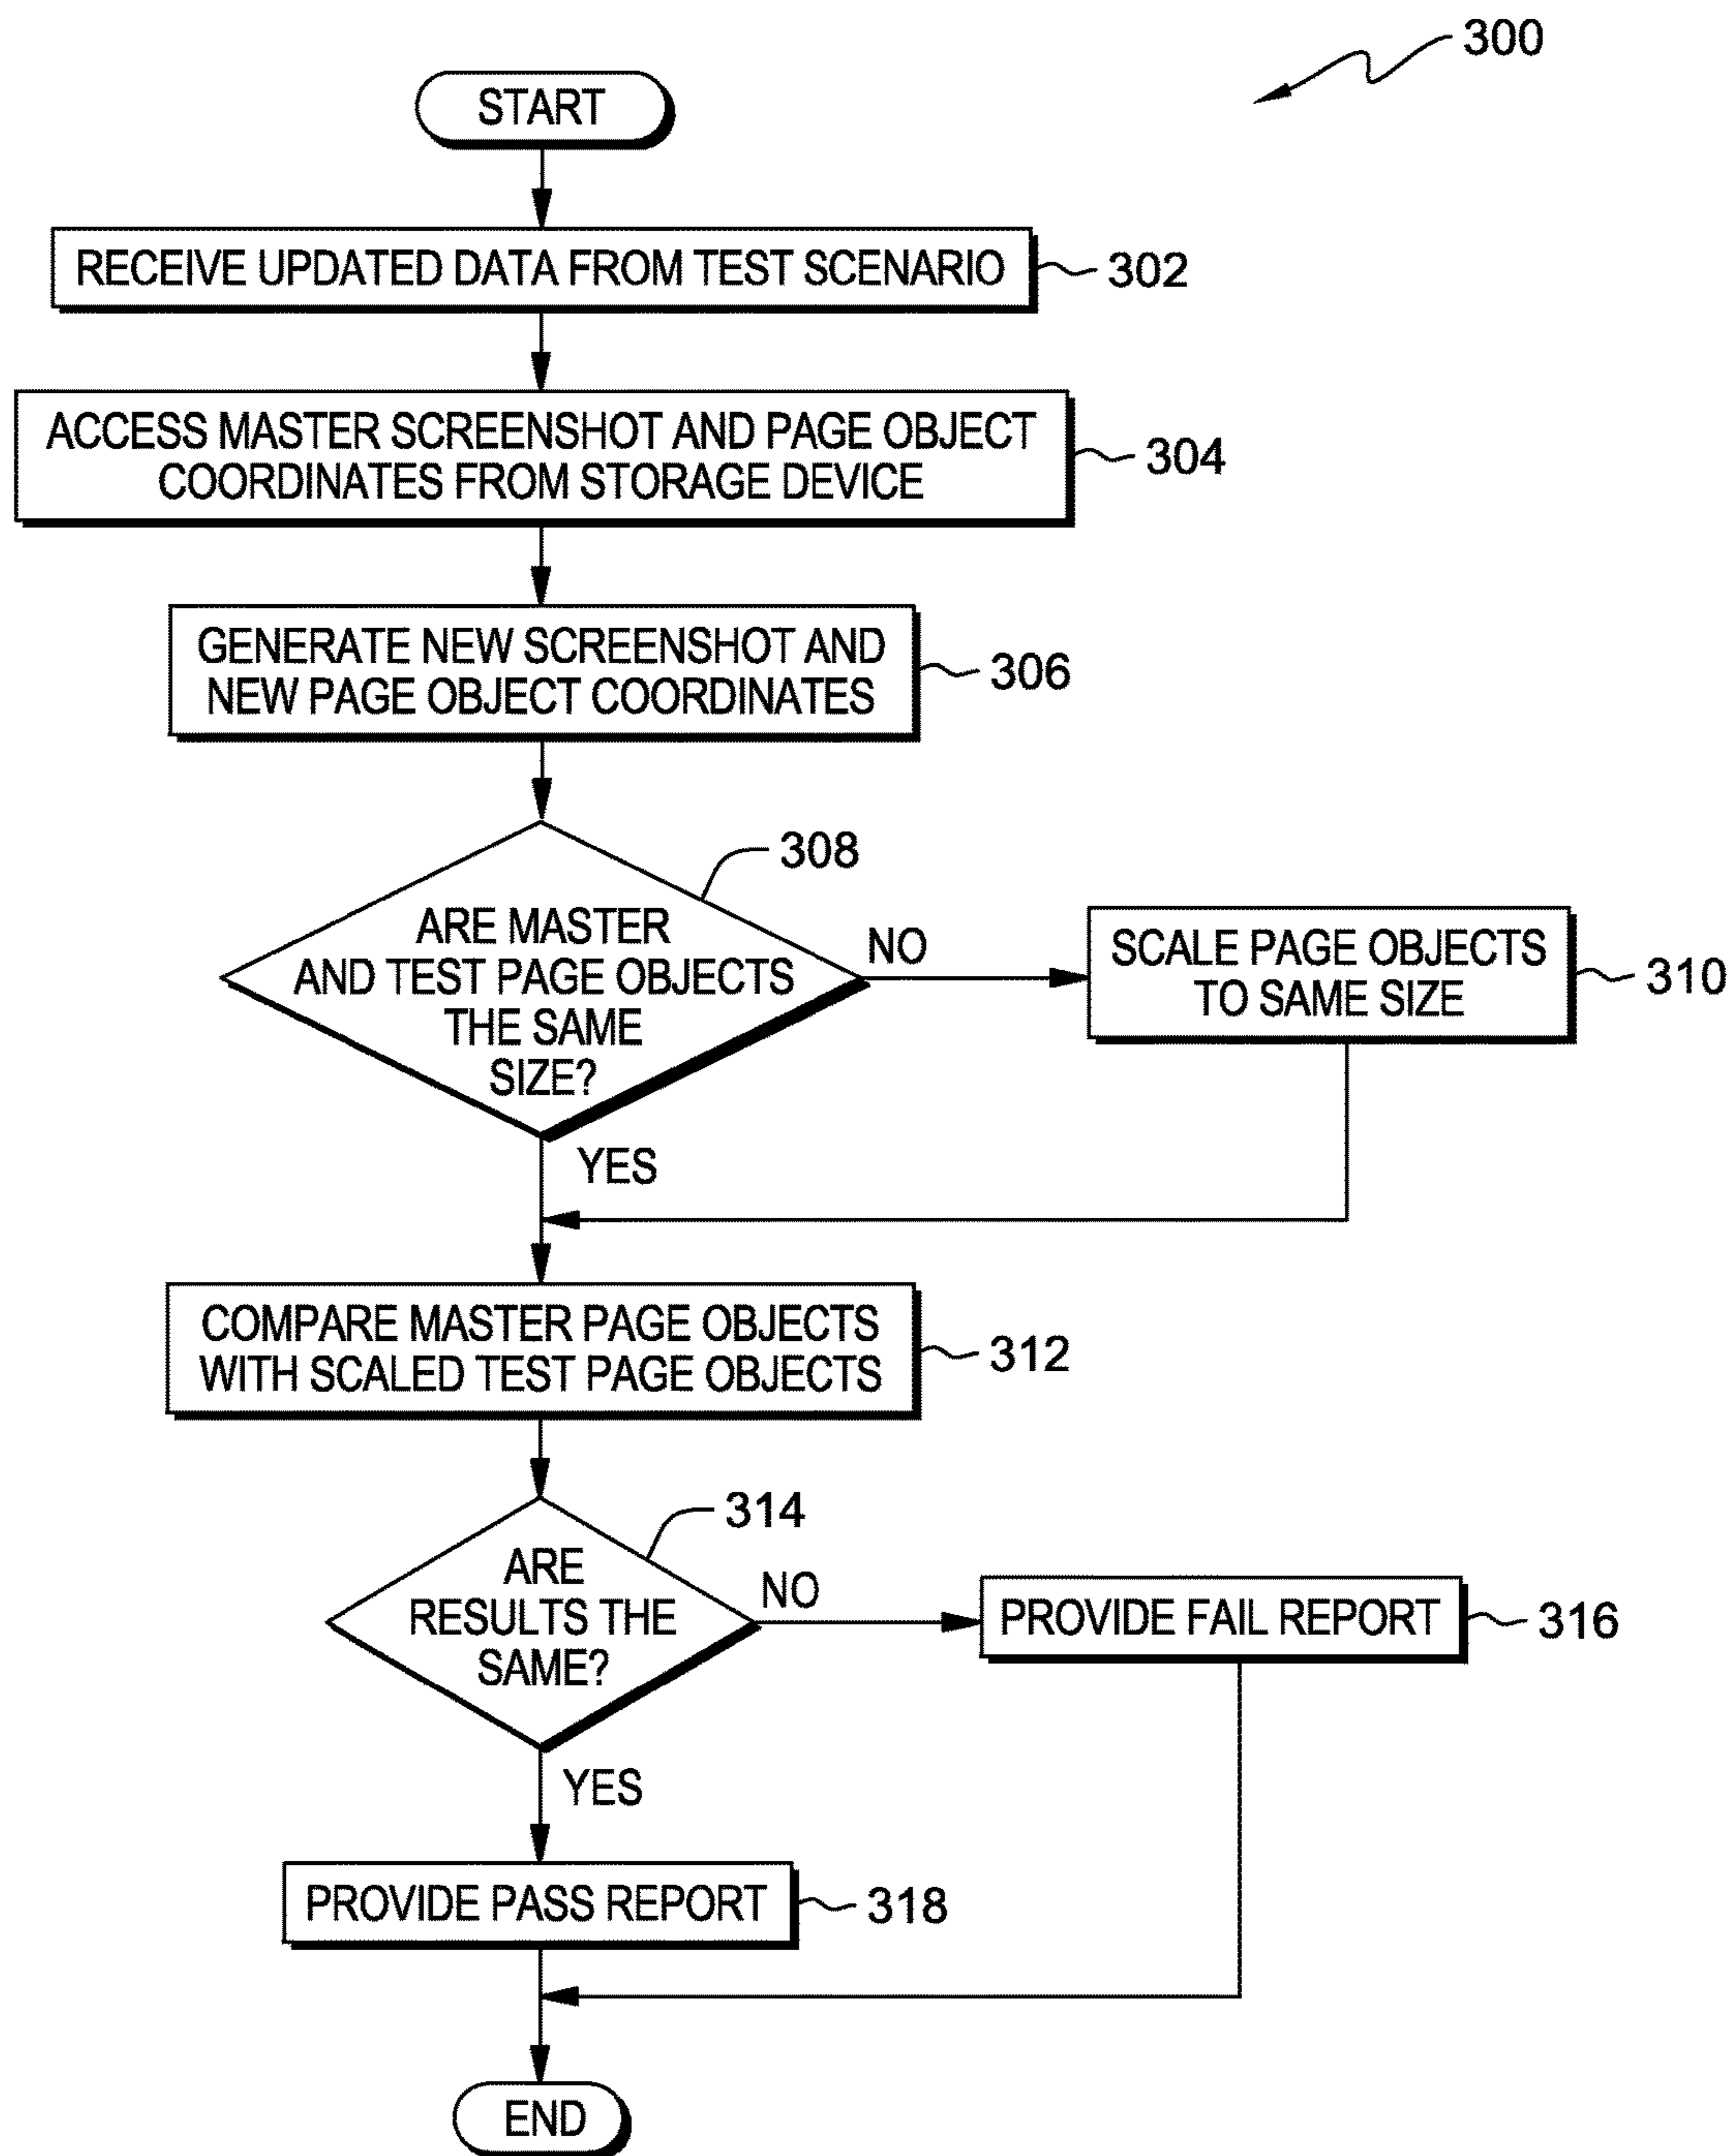 300
START
RECEIVE UPDATED DATA FROM TEST SCENARIO
302
ACCESS MASTER SCREENSHOT AND PAGE OBJECT
COORDINATES FROM STORAGE DEVICE
304
GENERATE NEW SCREENSHOT AND
NEW PAGE OBJECT COORDINATES
306
308
ARE MASTER
AND TEST PAGE OBJECTS
THE SAME
SIZE?
NO
SCALE PAGE OBJECTS
TO SAME SIZE
310
YES
COMPARE MASTER PAGE OBJECTS
WITH SCALED TEST PAGE OBJECTS
312
314
ARE
RESULTS THE
SAME?
NO
PROVIDE FAIL REPORT
316
YES
PROVIDE PASS REPORT
318
END